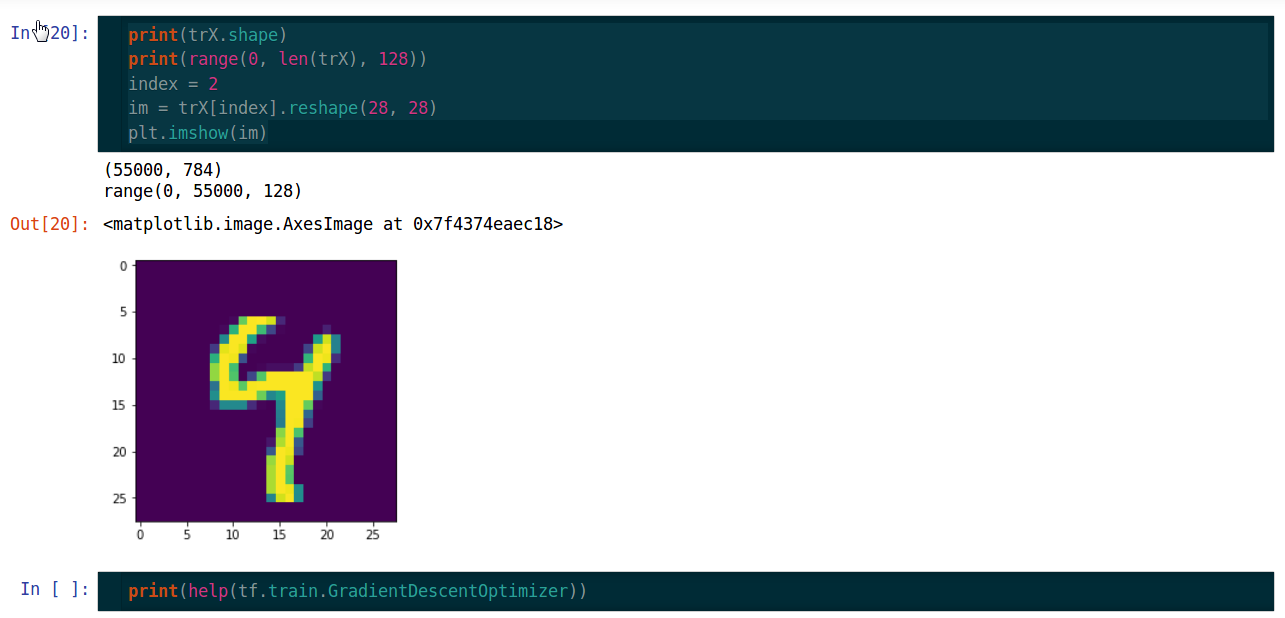 In [20]:
print(trX.shape)
print(range(0, len(trX), 128))
index = 2
im = trX[index].reshape(28, 28)
plt.imshow(im)
(55000, 784)
range(0, 55000, 128)
Out[20]: <matplotlib.image.AxesImage at 0x7f4374eaec18>
0
5
10
15
20
25
0 5 10 15 20 25
In [ ]: print(help(tf.train.GradientDescentOptimizer))